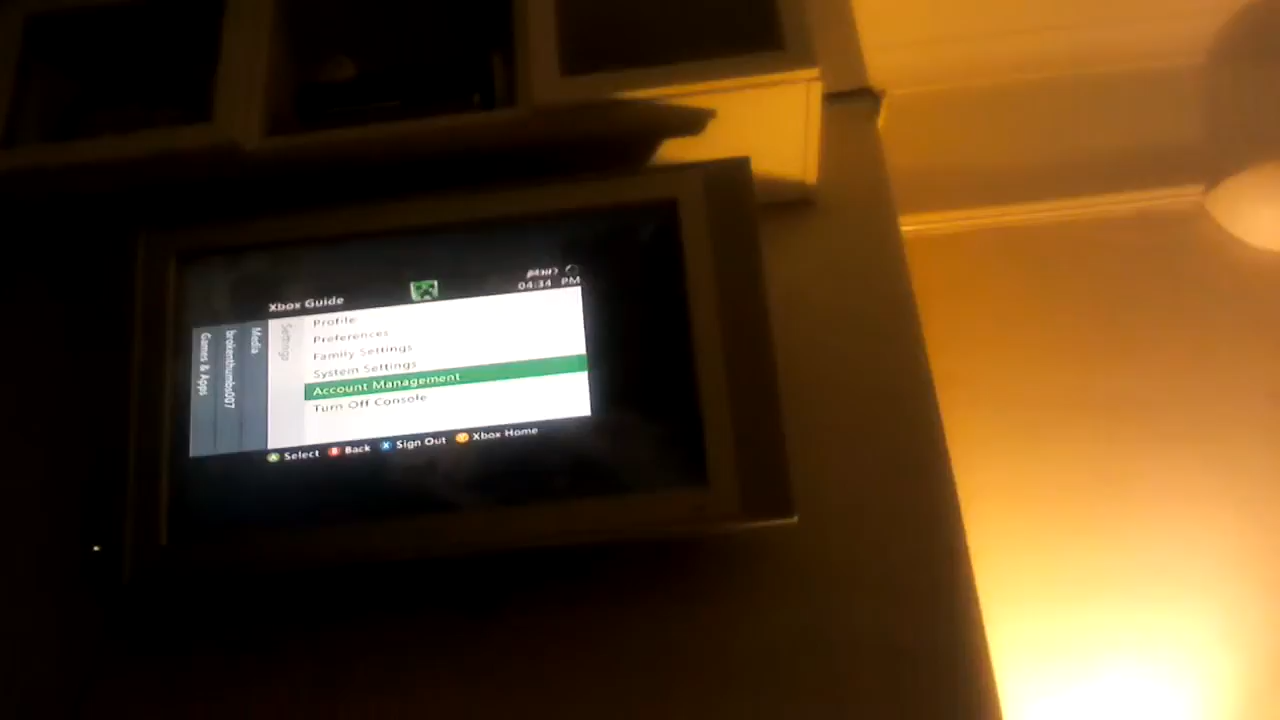 Xbox Guide
04:34 PM
Games & Apps
brokenthumbs007
Media
Settings
Profile
Preferences
Family Settings
System Settings
Account Management
Turn Off Console
A Select B Back X Sign Out Y Xbox Home